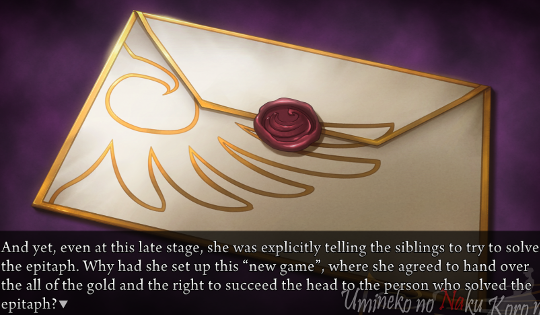 And yet, even at this late stage, she was explicitly telling the siblings to try to solve
the epitaph. Why had she set up this “new game”, where she agreed to hand over
the all of the gold and the right to succeed the head to the person who solved the
epitaph?▼
Umineko no Naku Koro n